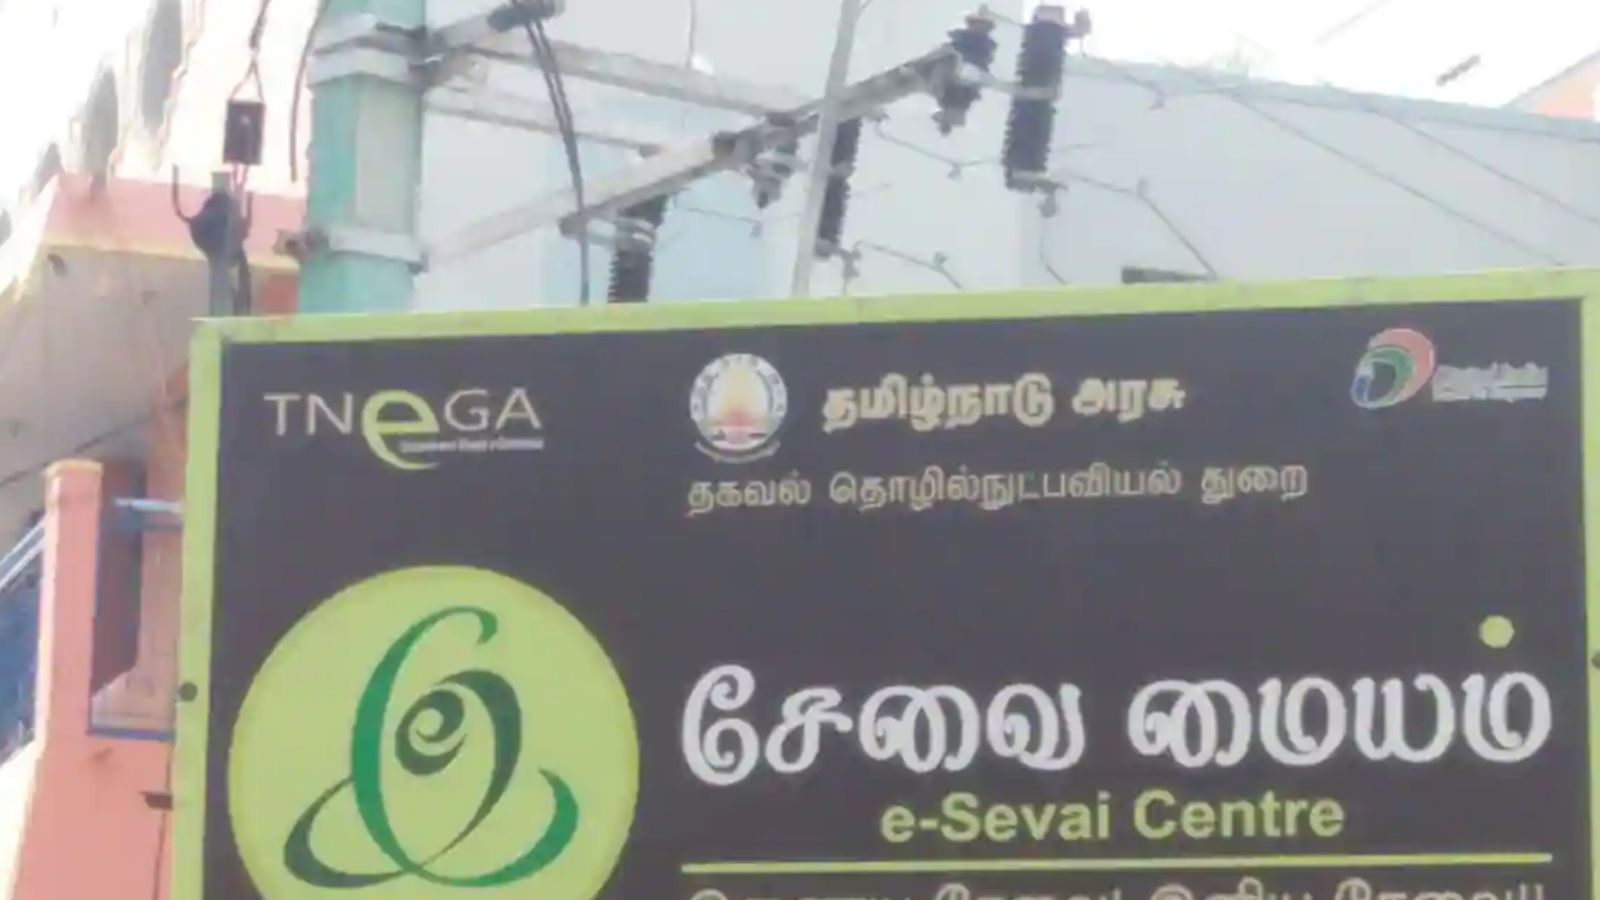 TNeGA
தமிழ்நாடு அரசு
தகவல் தொழில்நுட்பவியல் துறை
சேவை மையம்
e-Sevai Centre